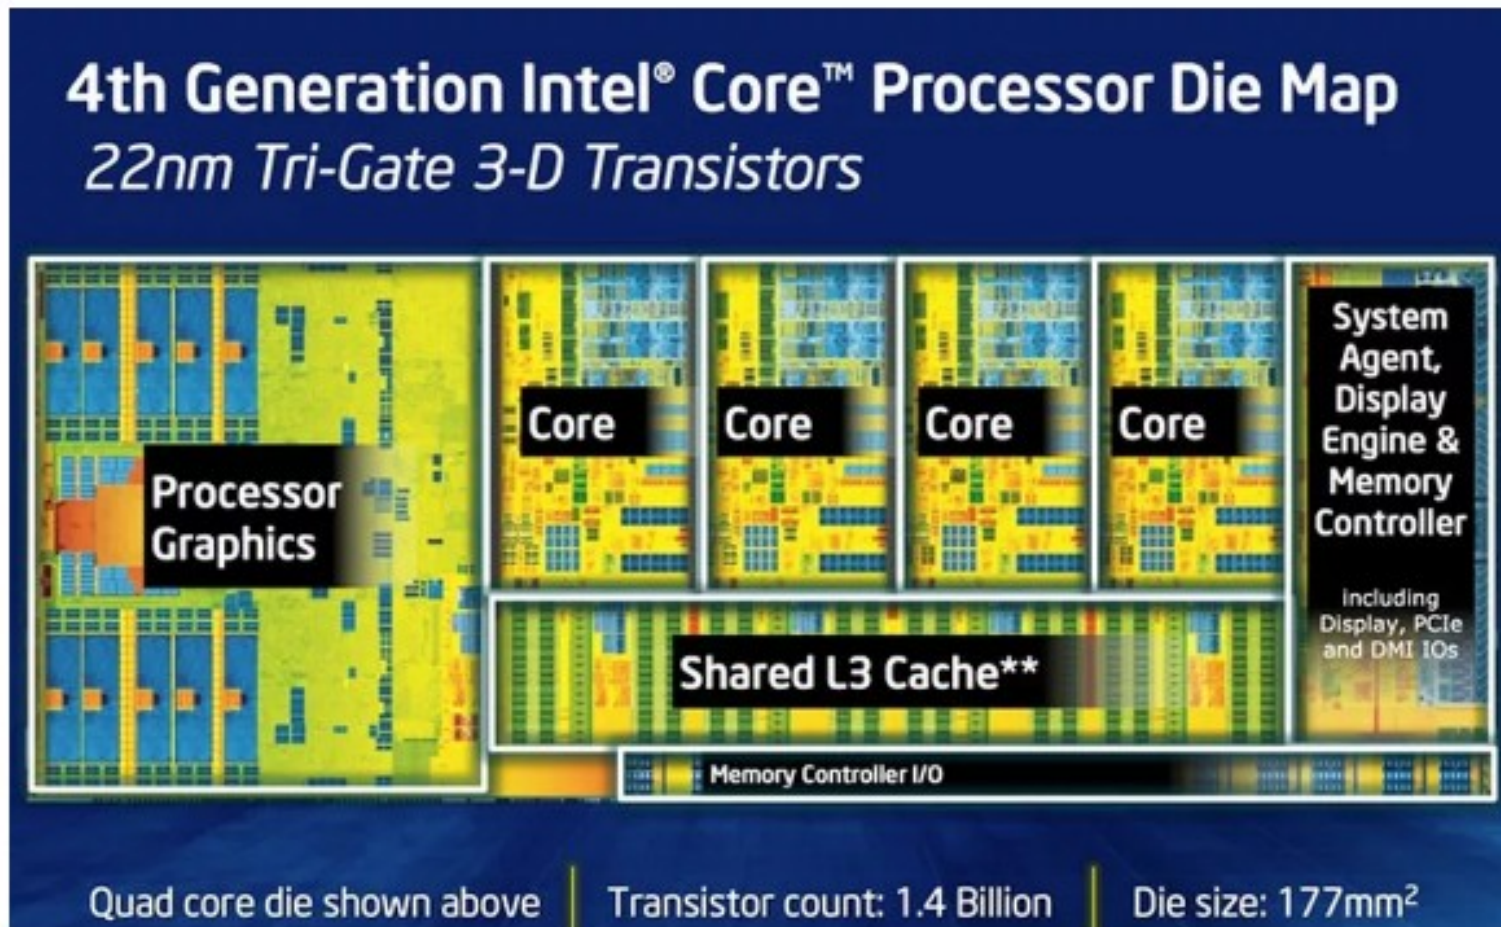 4th Generation Intel® Core™ Processor Die Map
22nm Tri-Gate 3-D Transistors
Processor
Graphics
Core
Core
Core
Core
System
Agent,
Display
Engine &
Memory
Controller
including
Display, PCIe
and DMI IOs
Shared L3 Cache**
Memory Controller I/O
Quad core die shown above
Transistor count: 1.4 Billion
Die size: 177mm²